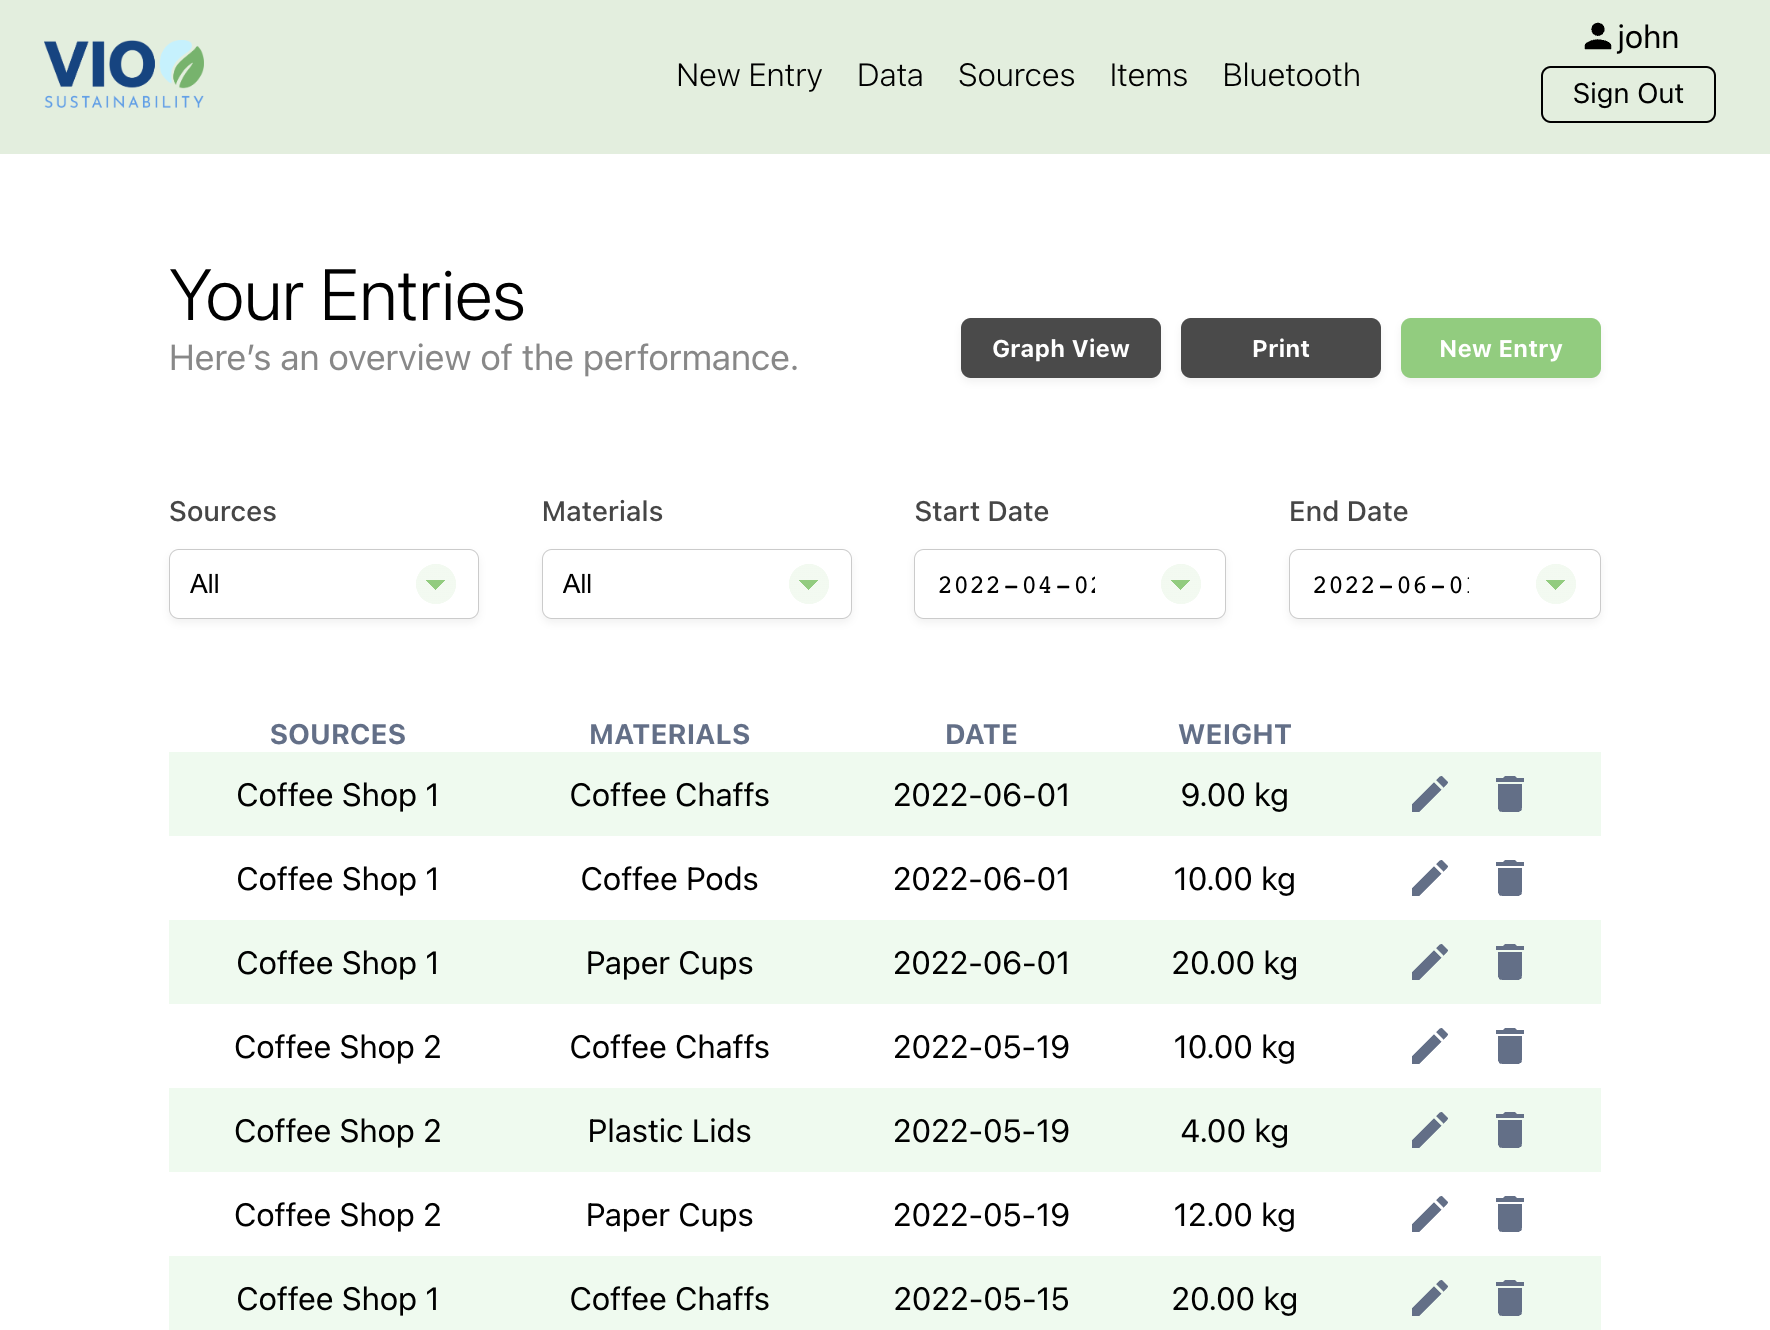 VIO
SUSTAINABILITY
New Entry Data Sources Items Bluetooth
john
Sign Out
Your Entries
Here's an overview of the performance.
Graph View Print New Entry
Sources Materials Start Date End Date
All All 2022-04-02 2022-06-01
SOURCES MATERIALS DATE WEIGHT
Coffee Shop 1 Coffee Chaffs 2022-06-01 9.00 kg
Coffee Shop 1 Coffee Pods 2022-06-01 10.00 kg
Coffee Shop 1 Paper Cups 2022-06-01 20.00 kg
Coffee Shop 2 Coffee Chaffs 2022-05-19 10.00 kg
Coffee Shop 2 Plastic Lids 2022-05-19 4.00 kg
Coffee Shop 2 Paper Cups 2022-05-19 12.00 kg
Coffee Shop 1 Coffee Chaffs 2022-05-15 20.00 kg